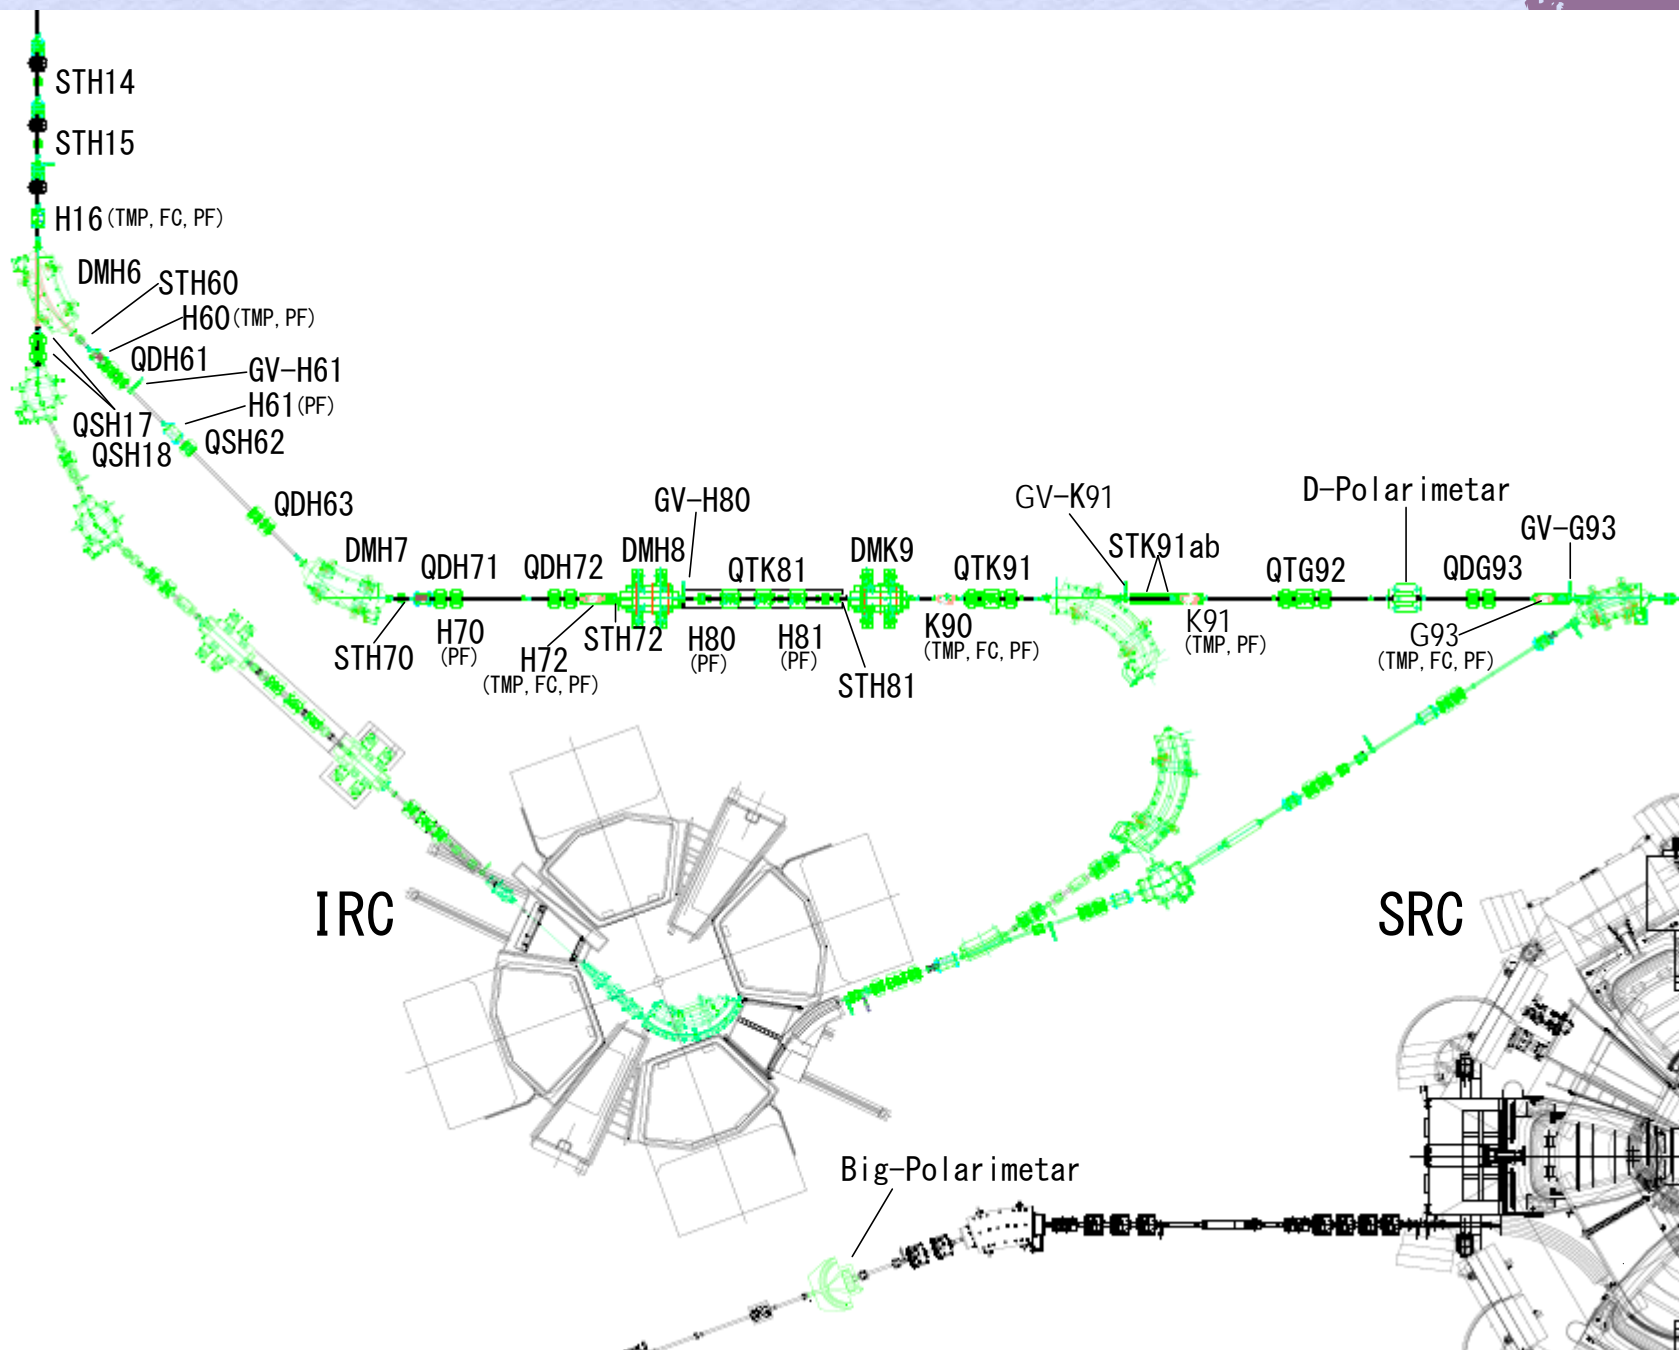 STH14
STH15
H16(TMP, FC, PF)
DMH6
STH60
H60(TMP, PF)
QDH61
GV-H61
H61(PF)
QSH17
QSH18
QSH62
QDH63
DMH7
QDH71
QDH72
GV-H80
DMH8
QTK81
DMK9
QTK91
GV-K91
STK91ab
D-Polarimetar
QTG92
QDG93
GV-G93
STH70
H70
(PF)
H72
(TMP, FC, PF)
STH72
H80
(PF)
H81
(PF)
STH81
K90
(TMP, FC, PF)
K91
(TMP, PF)
G93
(TMP, FC, PF)
IRC
SRC
Big-Polarimetar